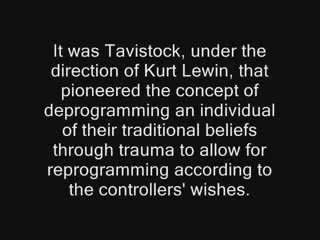 It was Tavistock, under the
direction of Kurt Lewin, that
pioneered the concept of
deprogramming an individual
of their traditional beliefs
through trauma to allow for
reprogramming according to
the controllers' wishes.